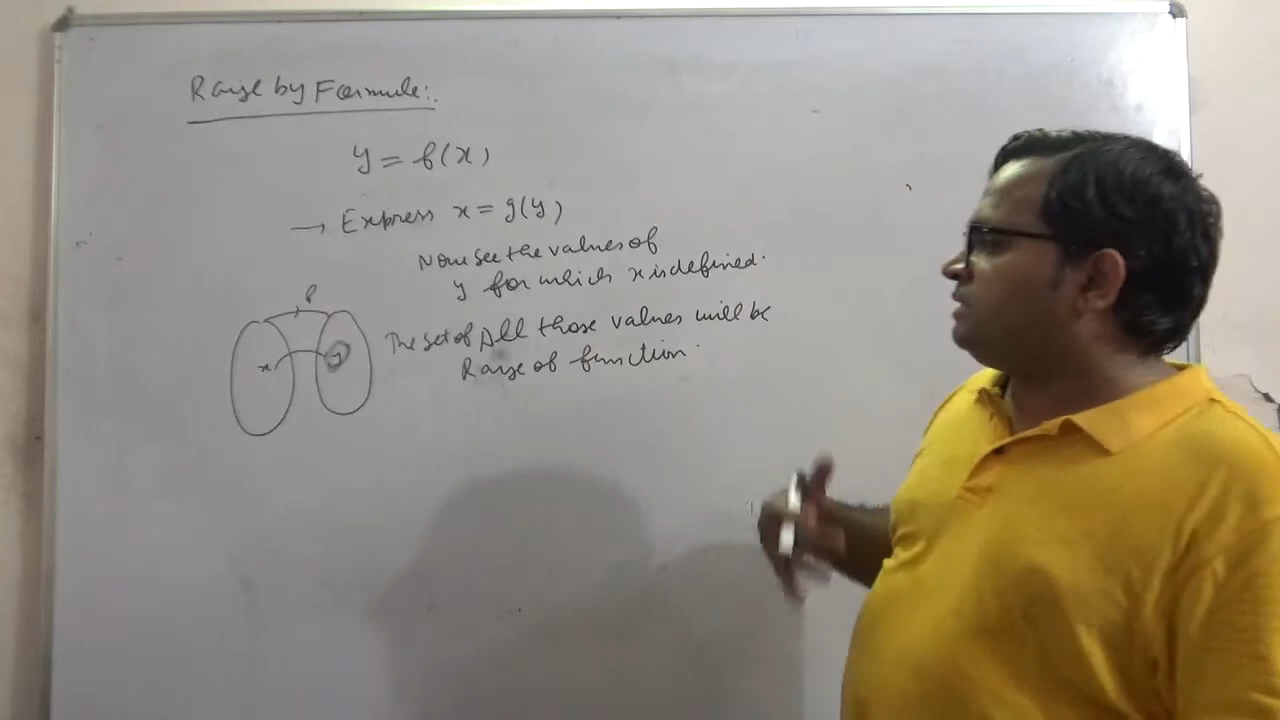 Range by Formule:.
y = f(x)
→ Express x = g(y)
Now see the values of
y for which x is defined.
f
The set of All those values will be
x y
Range of function.